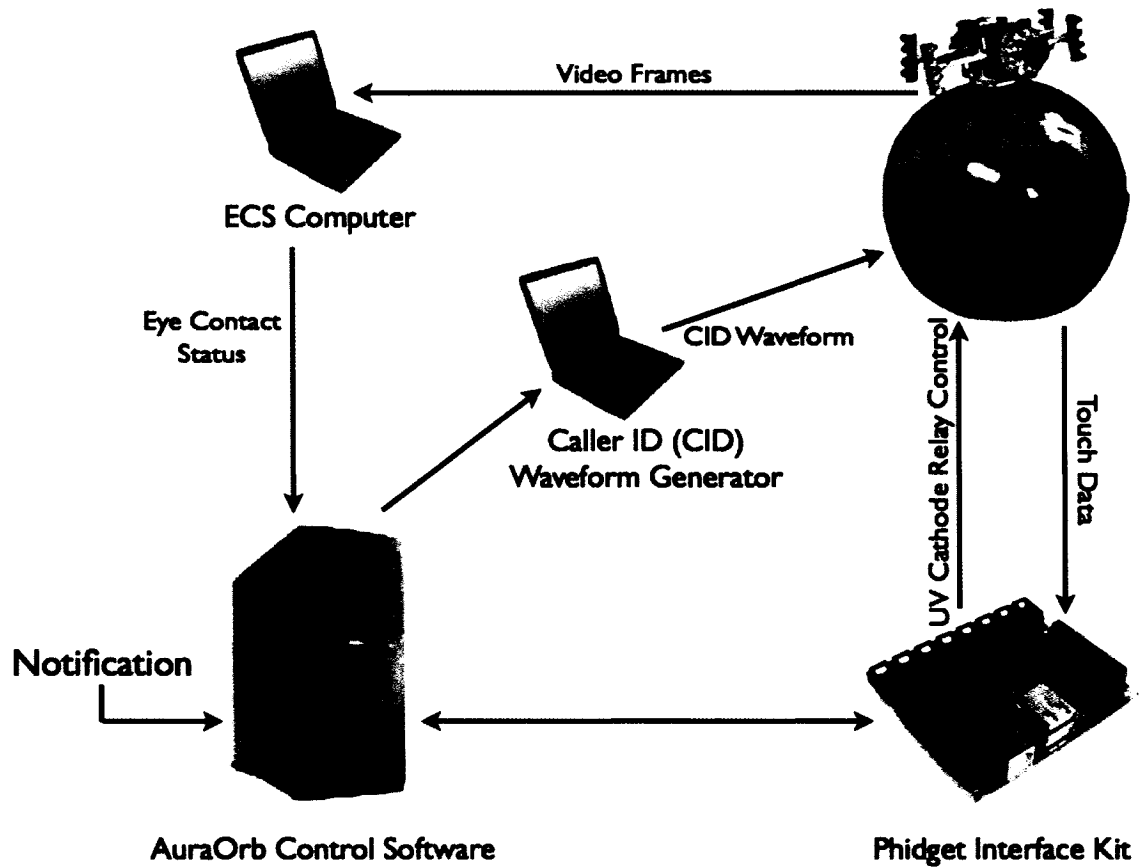 Video Frames
ECS Computer
Eye Contact
Status
CID Waveform
Caller ID (CID)
Waveform Generator
UV Cathode Relay Control
Touch Data
Notification
AuraOrb Control Software
Phidget Interface Kit